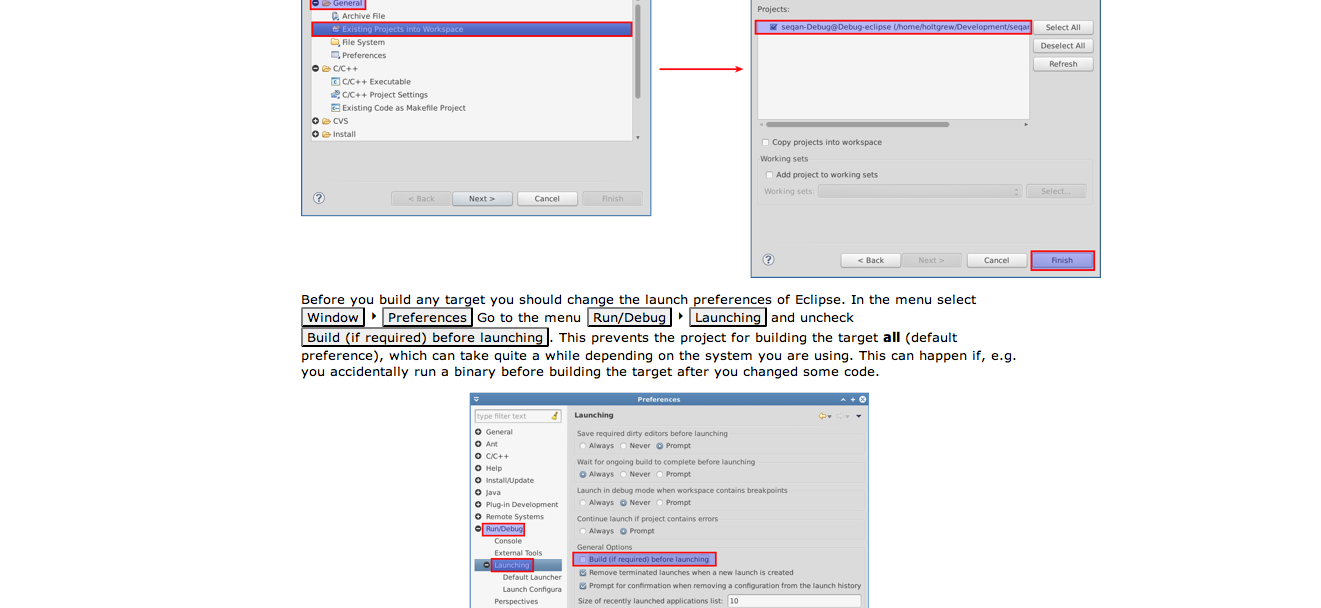 General
Archive File
Existing Projects into Workspace
File System
Preferences
C/C++
C/C++ Executable
C/C++ Project Settings
Existing Code as Makefile Project
CVS
Install
< Back Next > Cancel Finish
Projects:
seqan-Debug@Debug-eclipse (/home/holtgrew/Development/seqan
Select All
Deselect All
Refresh
Copy projects into workspace
Working sets
Add project to working sets
Working sets: Select...
< Back Next > Cancel Finish
Before you build any target you should change the launch preferences of Eclipse. In the menu select
Window Preferences Go to the menu Run/Debug Launching and uncheck
Build (if required) before launching . This prevents the project for building the target all (default
preference), which can take quite a while depending on the system you are using. This can happen if, e.g.
you accidentally run a binary before building the target after you changed some code.
Preferences
type filter text
General
Ant
C/C++
Help
Install/Update
Java
Plug-in Development
Remote Systems
Run/Debug
Console
External Tools
Launching
Default Launcher
Launch Configura
Perspectives
Launching
Save required dirty editors before launching
Always Never Prompt
Wait for ongoing build to complete before launching
Always Never Prompt
Launch in debug mode when workspace contains breakpoints
Always Never Prompt
Continue launch if project contains errors
Always Prompt
General Options
Build (if required) before launching
Remove terminated launches when a new launch is created
Prompt for confirmation when removing a configuration from the launch history
Size of recently launched applications list: 10